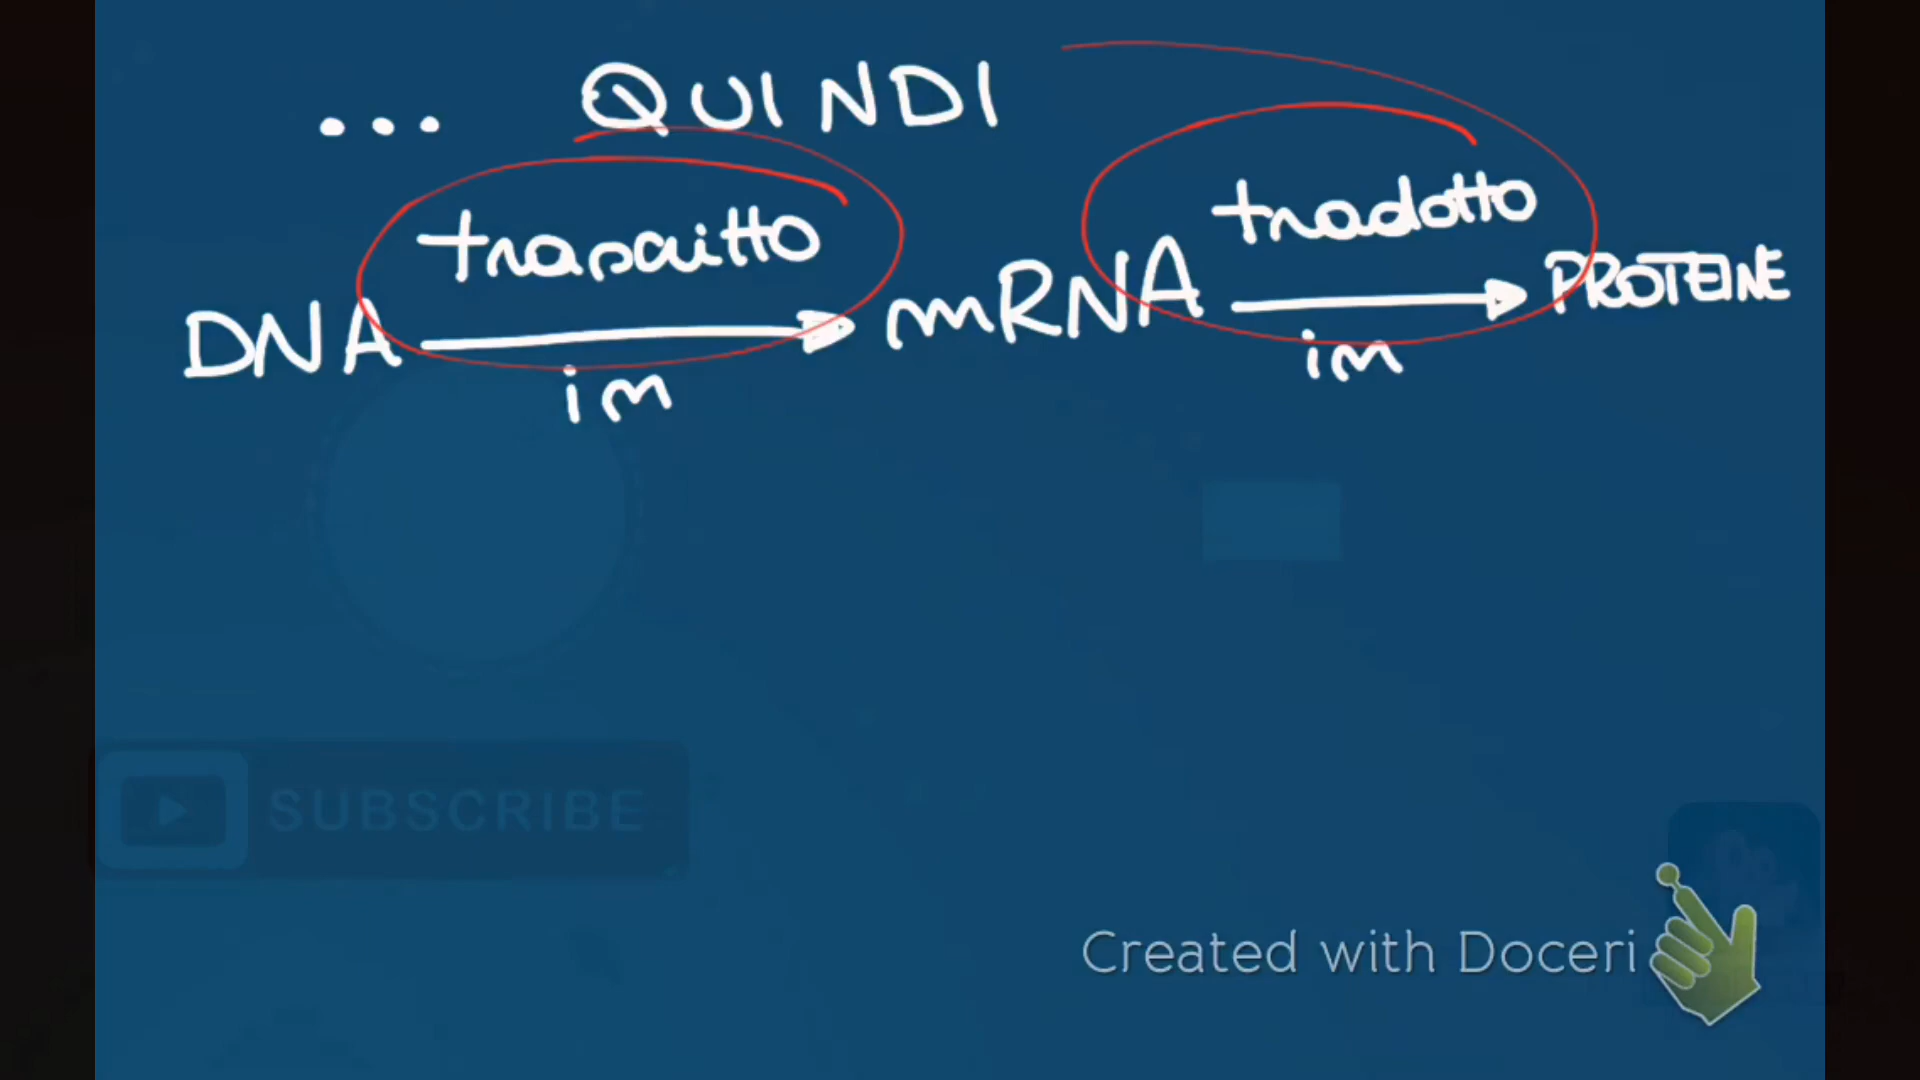 ... QUINDI
trascritto tradotto
DNA mRNA PROTEINE
in in
SUBSCRIBE
Created with Doceri